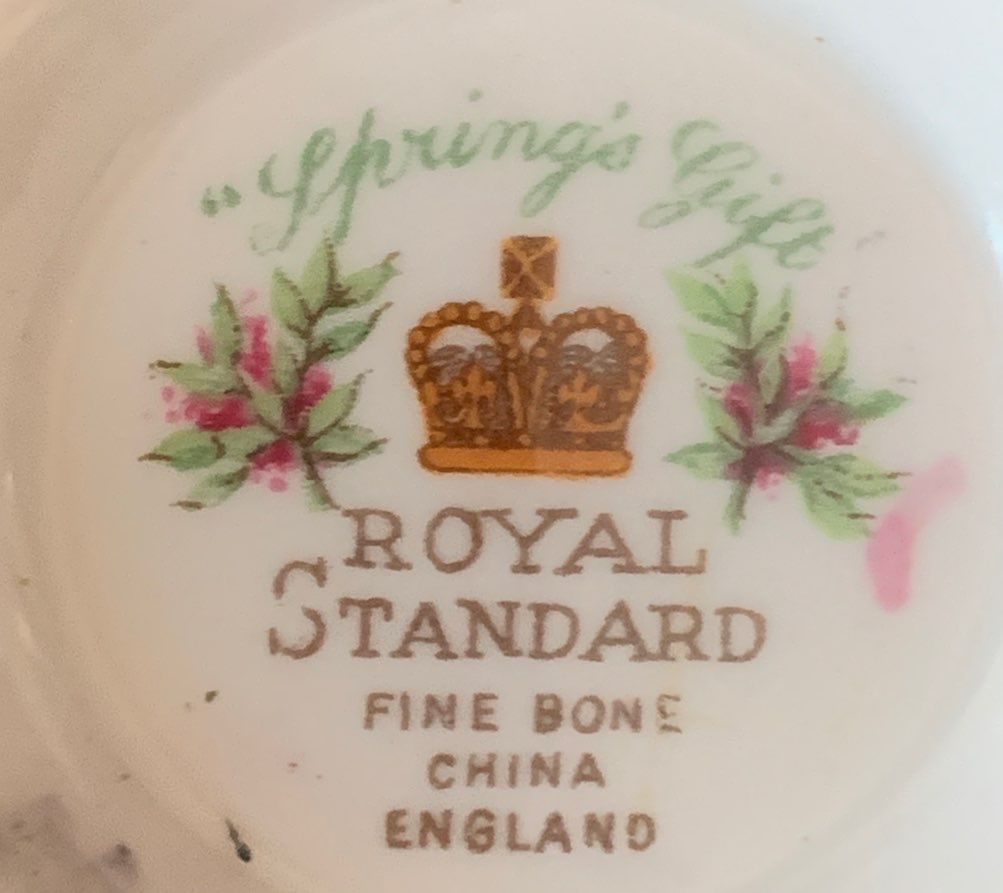 "Spring's Gift
ROYAL
STANDARD
FINE BONE
CHINA
ENGLAND